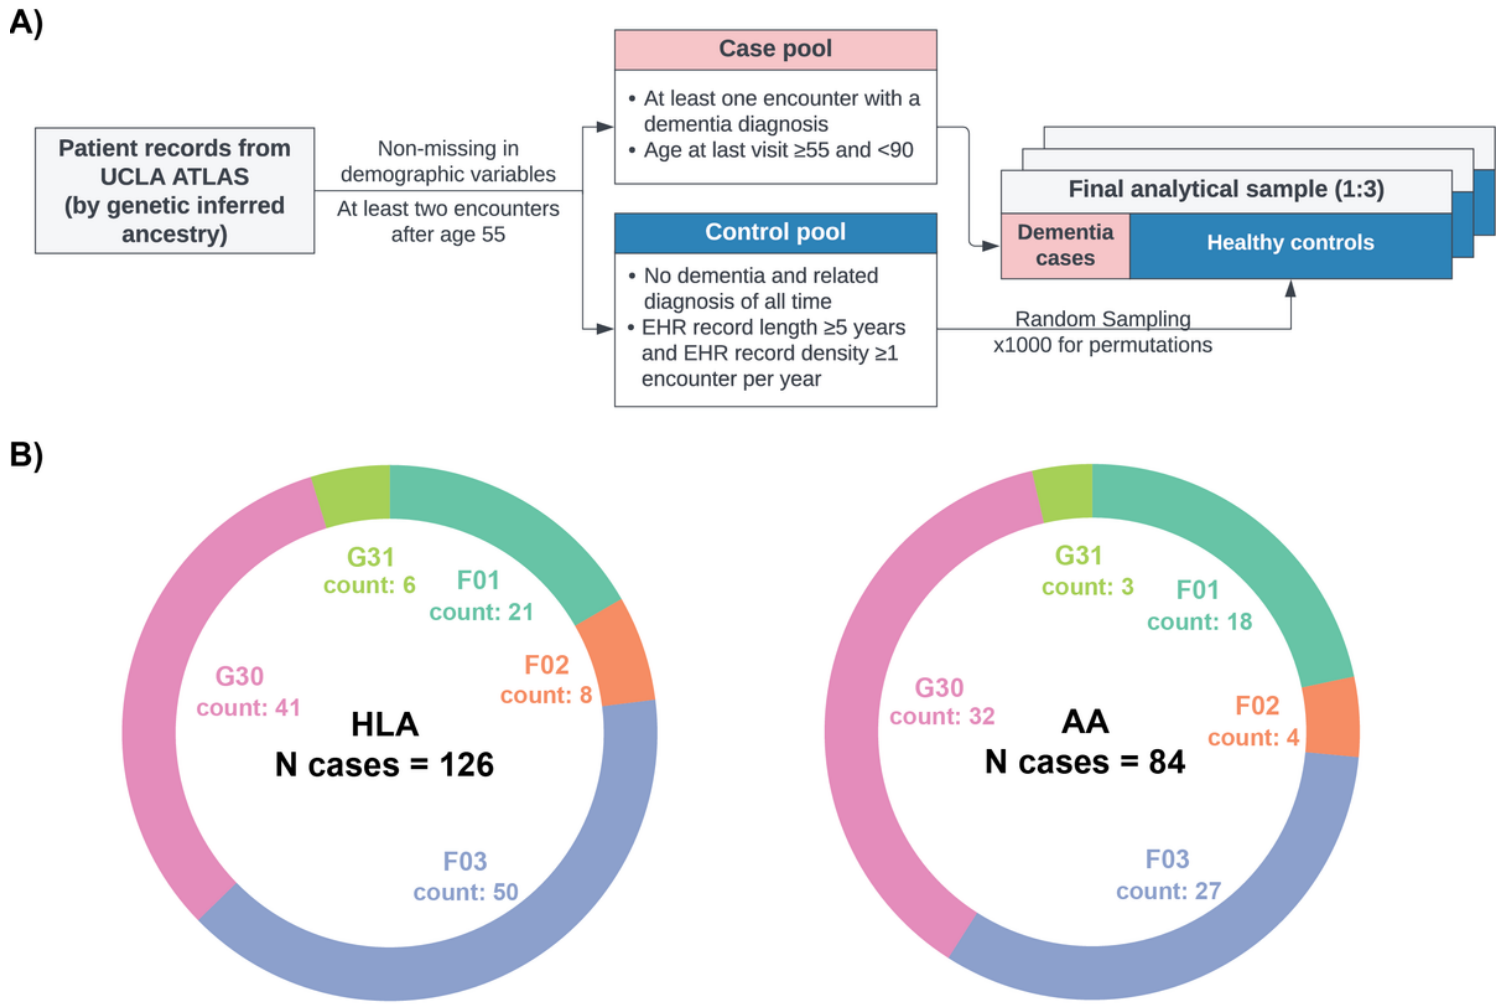 A)
Patient records from
UCLA ATLAS
(by genetic inferred
ancestry)
Non-missing in
demographic variables
At least two encounters
after age 55
Case pool
• At least one encounter with a
dementia diagnosis
• Age at last visit ≥55 and <90
Control pool
• No dementia and related
diagnosis of all time
• EHR record length ≥5 years
and EHR record density ≥1
encounter per year
Final analytical sample (1:3)
Dementia
cases
Healthy controls
Random Sampling
x1000 for permutations
B)
G31
count: 6
F01
count: 21
F02
count: 8
G30
count: 41
HLA
N cases = 126
F03
count: 50
G31
count: 3
F01
count: 18
F02
count: 4
G30
count: 32
AA
N cases = 84
F03
count: 27